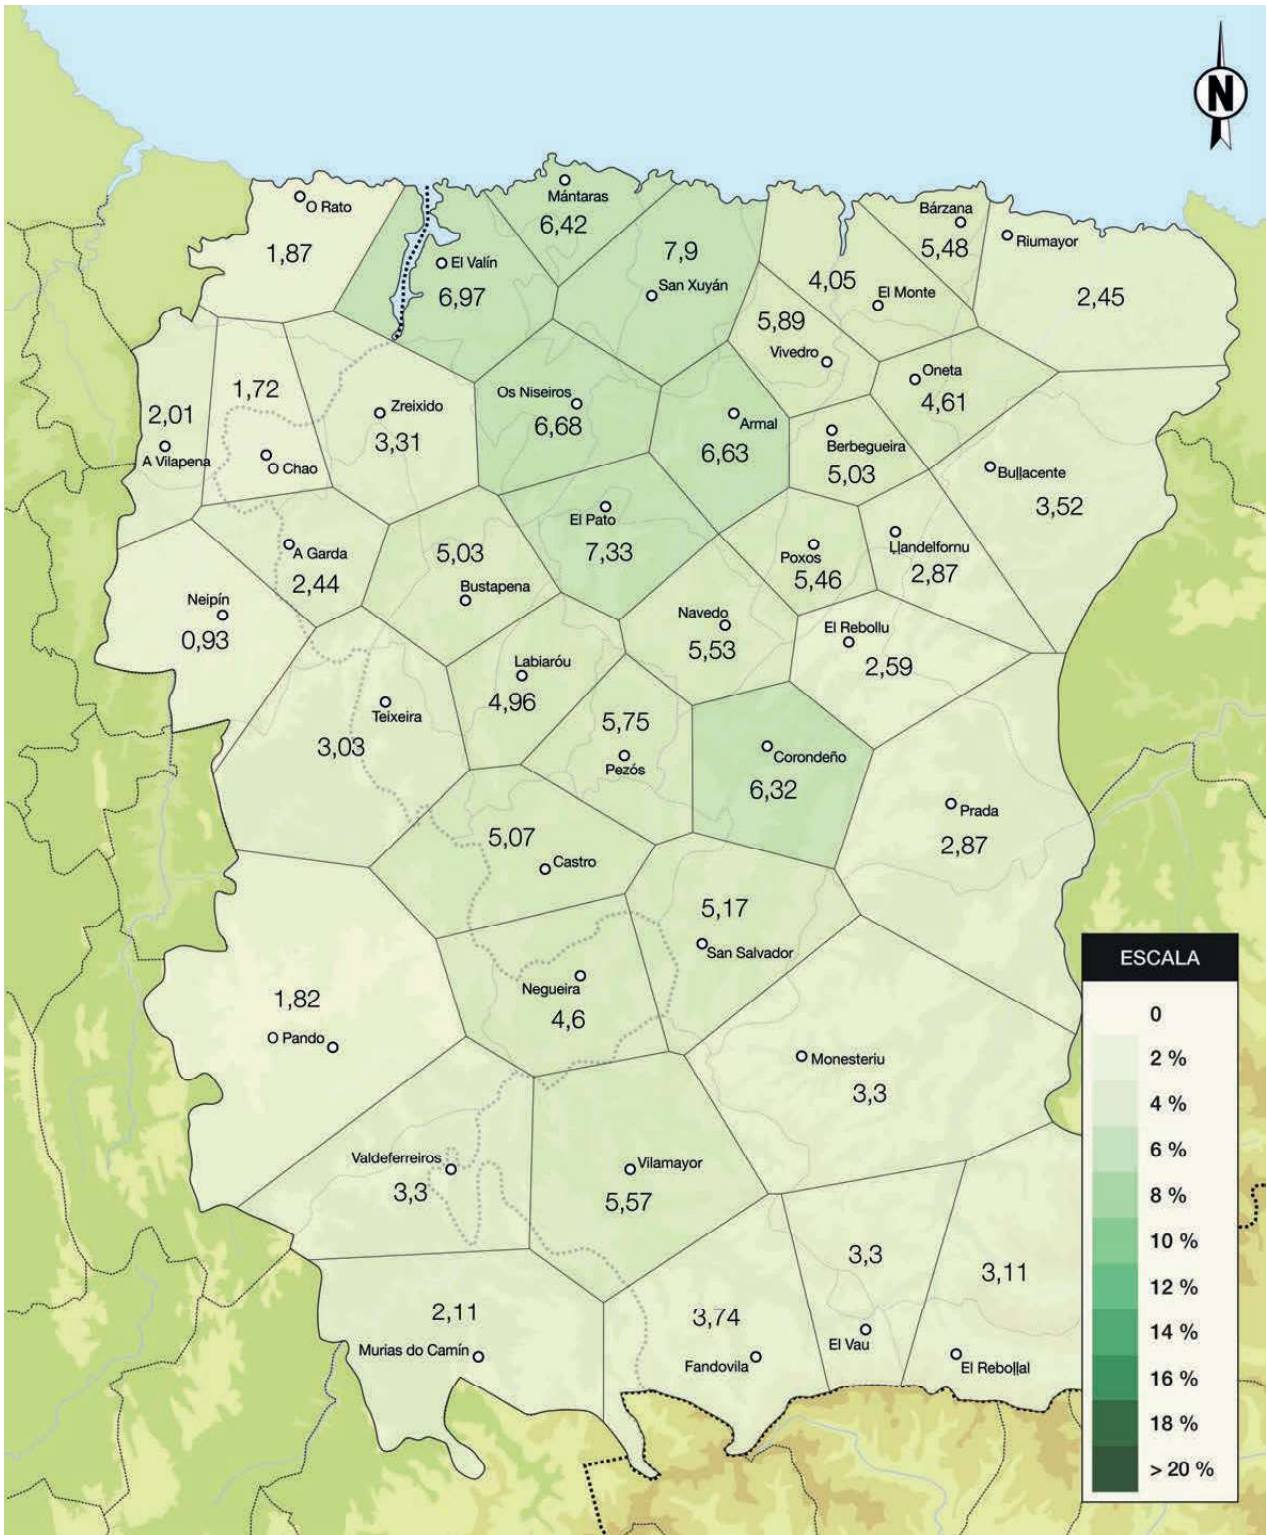 N
O Rato
1,87
Mántaras
6,42
El Valín
6,97
7,9
San Xuyán
4,05
El Monte
Bárzana
5,48
Riumayor
2,45
5,89
Vivedro
Oneta
4,61
2,01
A Vilapena
1,72
O Chao
Zreixido
3,31
Os Niseiros
6,68
Armal
6,63
Berbegueira
5,03
Buḷḷacente
3,52
A Garda
2,44
5,03
Bustapena
El Pato
7,33
Poxos
5,46
Ḷḷandelfornu
2,87
Neipín
0,93
Navedo
5,53
El Rebollu
2,59
Teixeira
3,03
Labiaróu
4,96
5,75
Pezós
Corondeño
6,32
Prada
2,87
5,07
Castro
5,17
San Salvador
1,82
O Pando
Negueira
4,6
Monesteriu
3,3
Valdeferreiros
3,3
Vilamayor
5,57
2,11
Murias do Camín
3,74
Fandovila
3,3
El Vau
3,11
El Reboḷḷal
ESCALA
0
2 %
4 %
6 %
8 %
10 %
12 %
14 %
16 %
18 %
> 20 %